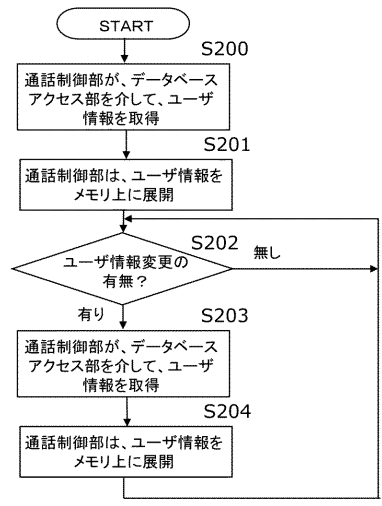 START
S200
通話制御部が、データベース
アクセス部を介して、ユーザ
情報を取得
S201
通話制御部は、ユーザ情報を
メモリ上に展開
S202
ユーザ情報変更の
有無？
無し
有り
S203
通話制御部が、データベース
アクセス部を介して、ユーザ
情報を取得
S204
通話制御部は、ユーザ情報を
メモリ上に展開